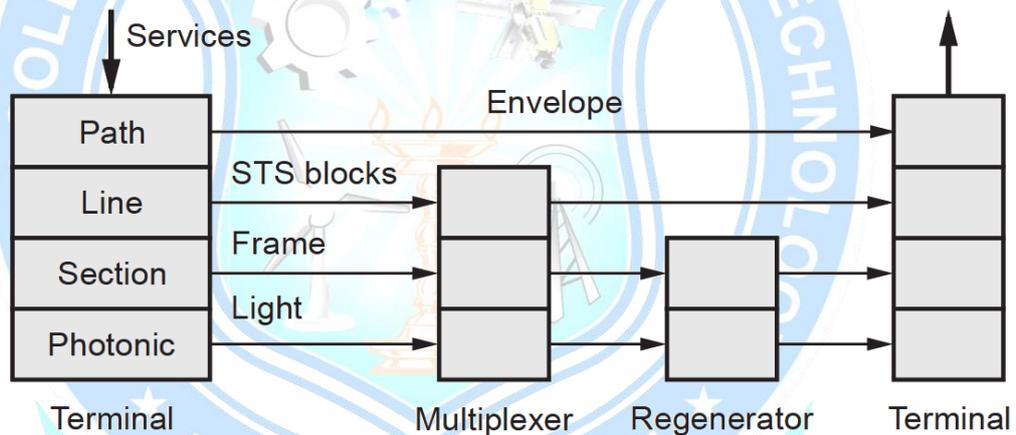 Services
Envelope
Path
STS blocks
Line
Frame
Section
Light
Photonic
Terminal
Multiplexer
Regenerator
Terminal